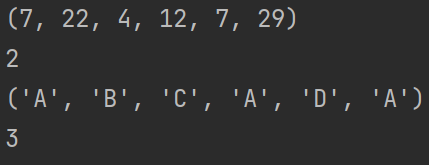 (7, 22, 4, 12, 7, 29)
2
('A', 'B', 'C', 'A', 'D', 'A')
3